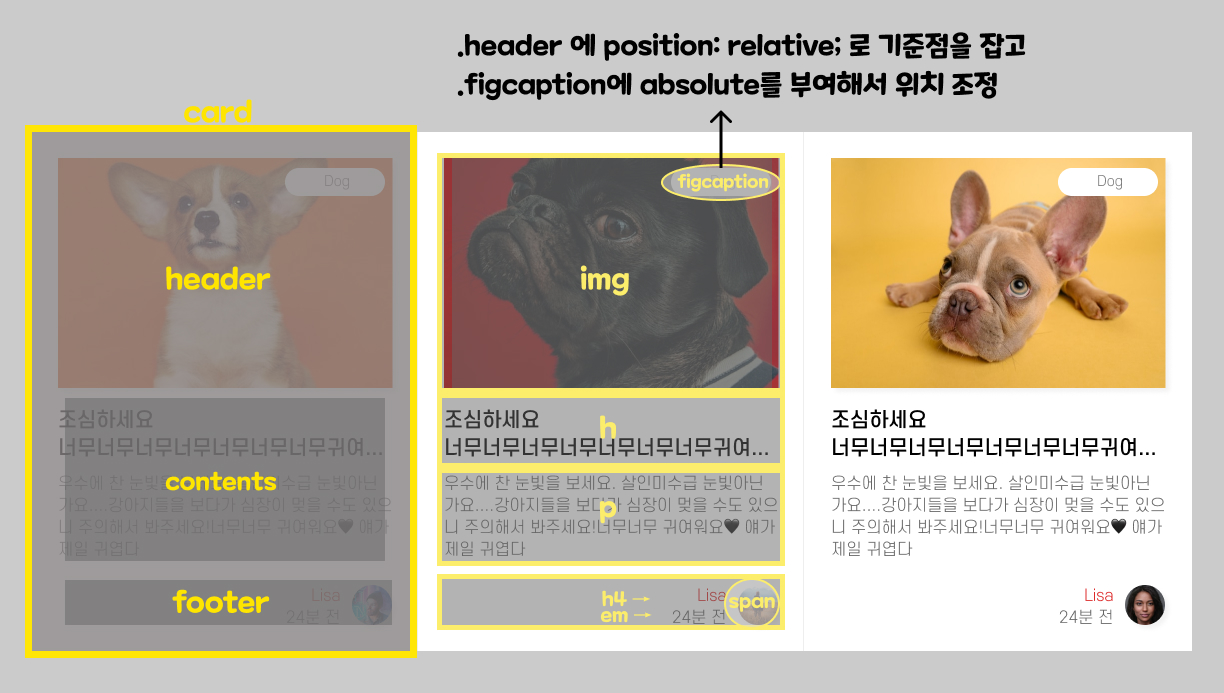 .header 에 position: relative; 로 기준점을 잡고
.figcaption에 absolute를 부여해서 위치 조정
card
Dog
header
조심하세요
너무너무너무너무너무너무너무귀여...
contents
우수에 찬 눈빛 수급 눈빛아닌
가요....강아지들을 보다가 심장이 멎을 수도 있으
니 주의해서 봐주세요!너무너무 귀여워요🖤 얘가
제일 귀엽다
footer
Lisa
24분 전
figcaption
img
조심하세요
h
너무너무너무너무너무너무너무귀여...
우수에 찬 눈빛을 보세요. 살인미수급 눈빛아닌
가요....강아지들을 보다가 심장이 멎을 수도 있으
p
니 주의해서 봐주세요!너무너무 귀여워요🖤 얘가
제일 귀엽다
h4 → Lisa
em → 24분 전
span
Dog
조심하세요
너무너무너무너무너무너무너무귀여...
우수에 찬 눈빛을 보세요. 살인미수급 눈빛아닌
가요....강아지들을 보다가 심장이 멎을 수도 있으
니 주의해서 봐주세요!너무너무 귀여워요🖤 얘가
제일 귀엽다
Lisa
24분 전